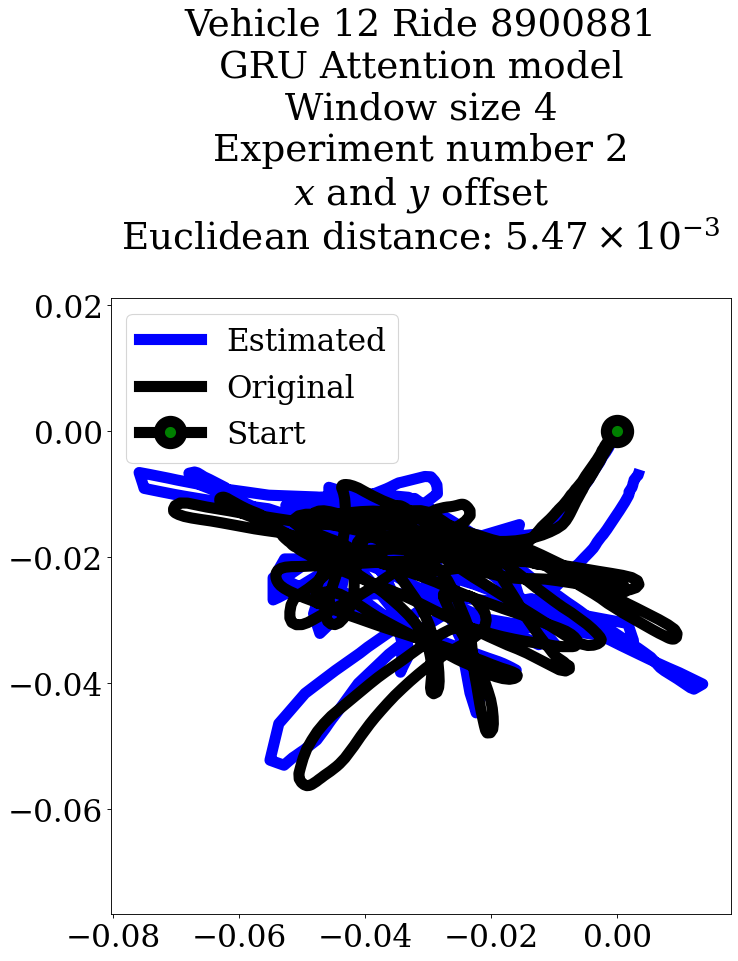 Vehicle 12 Ride 8900881
GRU Attention model
Window size 4
Experiment number 2
x and y offset
Euclidean distance: 5.47 × 10⁻³
Estimated
Original
Start
0.02
0.00
−0.02
−0.04
−0.06
−0.08 −0.06 −0.04 −0.02 0.00